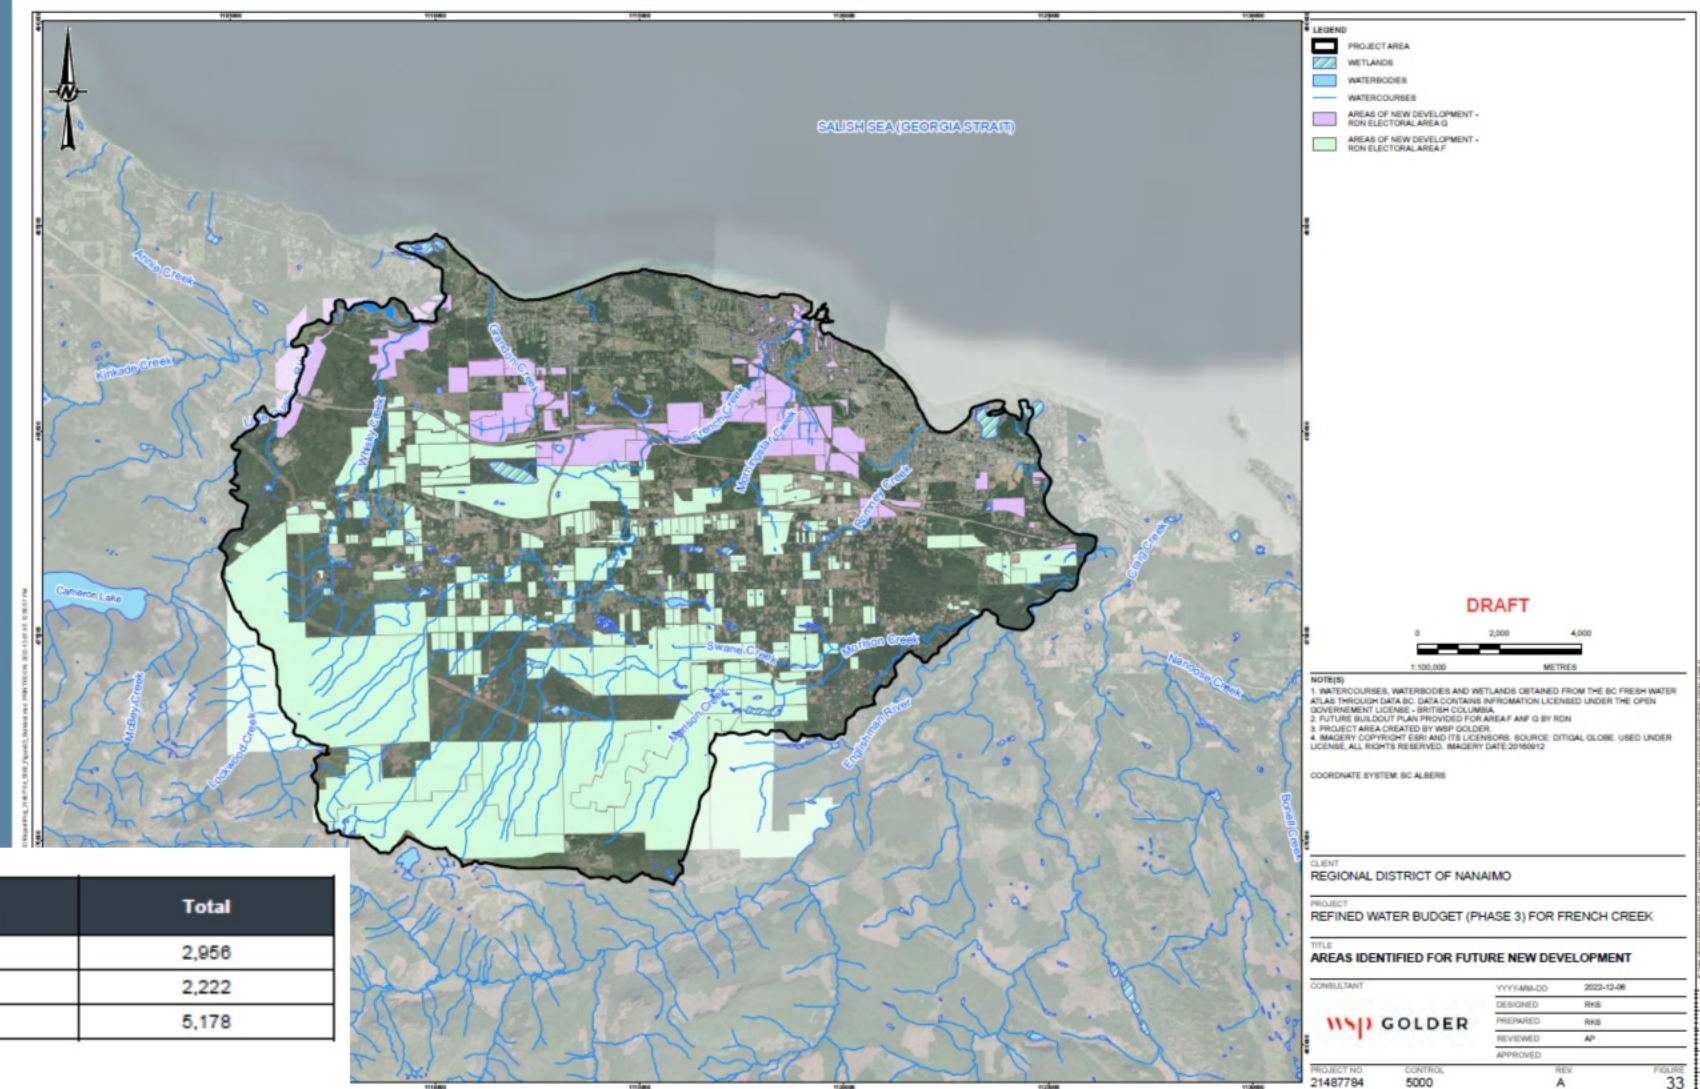 SALISH SEA (GEORGIA STRAIT)
Annie Creek
Kinkade Creek
Grandon Creek
Whisky Creek
French Creek
Morningstar Creek
Romney Creek
Craig Creek
Cameron Lake
Swane Creek
Morison Creek
Nanoose Creek
McBey Creek
Lockwood Creek
Morison Creek
Englishman River
Bonell Creek
N
LEGEND
PROJECT AREA
WETLANDS
WATERBODIES
WATERCOURSES
AREAS OF NEW DEVELOPMENT -
RDN ELECTORAL AREA G
AREAS OF NEW DEVELOPMENT -
RDN ELECTORAL AREA F
DRAFT
0 2,000 4,000
1:100,000 METRES
NOTE(S)
1. WATERCOURSES, WATERBODIES AND WETLANDS OBTAINED FROM THE BC FRESH WATER
ATLAS THROUGH DATA BC. DATA CONTAINS INFROMATION LICENSED UNDER THE OPEN
GOVERNEMENT LICENSE - BRITISH COLUMBIA.
2. FUTURE BUILDOUT PLAN PROVIDED FOR AREA F ANF G BY RDN
3. PROJECT AREA CREATED BY WSP GOLDER.
4. IMAGERY COPYRIGHT ESRI AND ITS LICENSORS. SOURCE: DITIGAL GLOBE. USED UNDER
LICENSE, ALL RIGHTS RESERVED. IMAGERY DATE:20160912
COORDNATE SYSTEM: BC ALBERS
CLIENT
REGIONAL DISTRICT OF NANAIMO
PROJECT
REFINED WATER BUDGET (PHASE 3) FOR FRENCH CREEK
TITLE
AREAS IDENTIFIED FOR FUTURE NEW DEVELOPMENT
CONSULTANT
wsp GOLDER
YYYY-MM-DD 2022-12-06
DESIGNED RKB
PREPARED RKB
REVIEWED AP
APPROVED
PROJECT NO. CONTROL REV. FIGURE
21487784 5000 A 33
Total
2,956
2,222
5,178